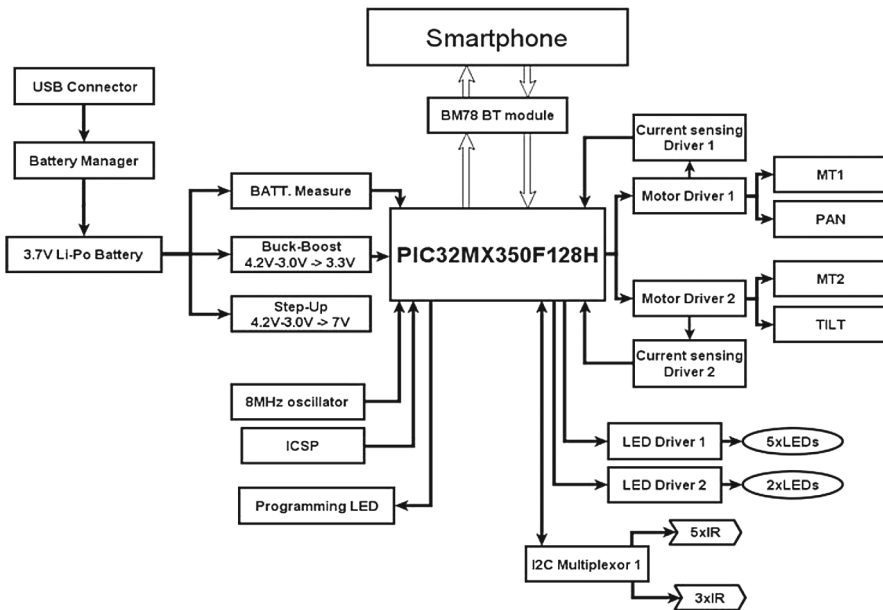 Smartphone
USB Connector
BM78 BT module
Battery Manager
Current sensing
Driver 1
BATT. Measure
Motor Driver 1
MT1
PAN
3.7V Li-Po Battery
Buck-Boost
4.2V-3.0V -> 3.3V
PIC32MX350F128H
MT2
Step-Up
4.2V-3.0V -> 7V
Motor Driver 2
TILT
Current sensing
Driver 2
8MHz oscillator
ICSP
LED Driver 1
5xLEDs
LED Driver 2
2xLEDs
Programming LED
5xIR
I2C Multiplexor 1
3xIR